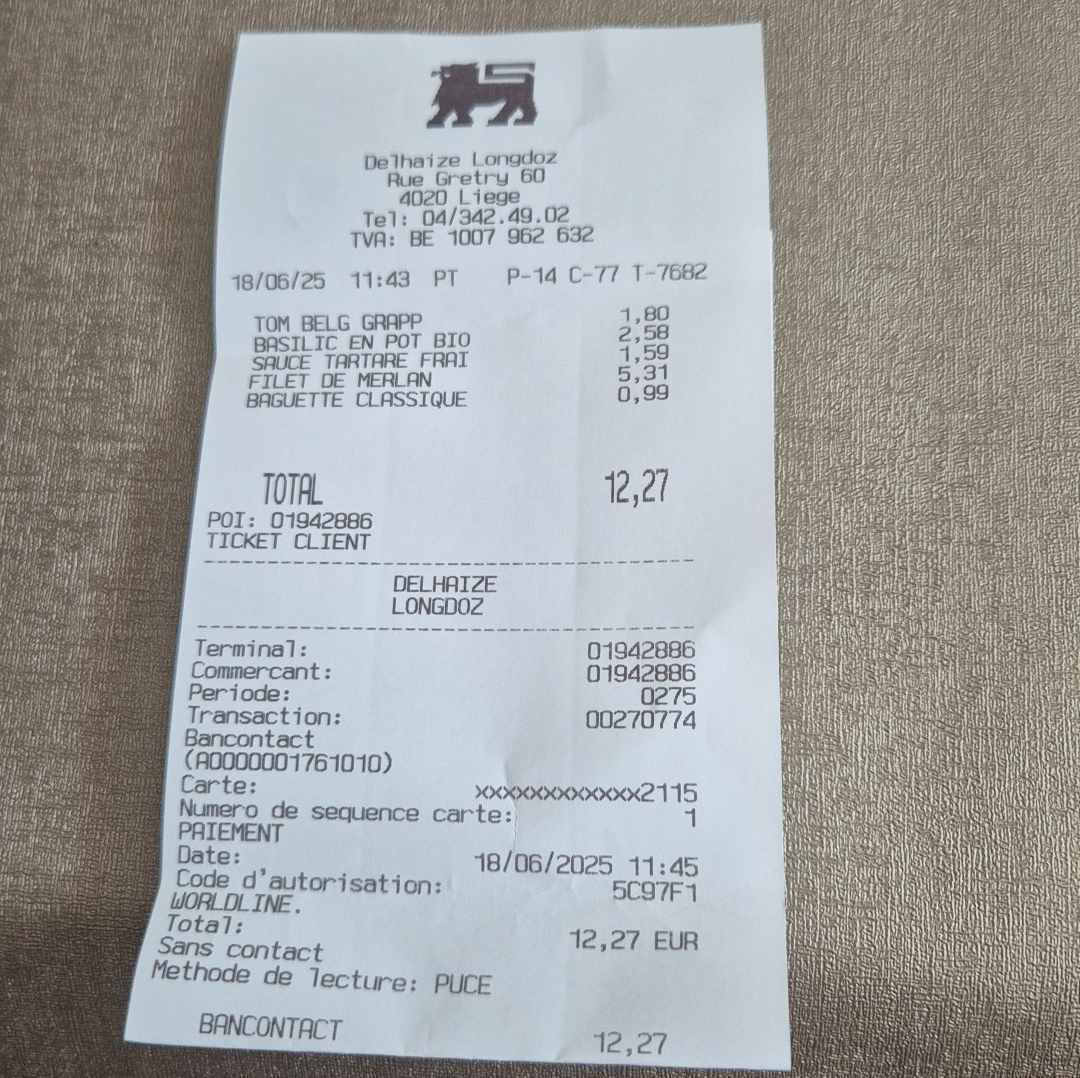 Delhaize Longdoz
Rue Gretry 60
4020 Liege
Tel: 04/342.49.02
TVA: BE 1007 962 632
18/06/25 11:43 PT P-14 C-77 T-7682
TOM BELG GRAPP 1,80
BASILIC EN POT BIO 2,58
SAUCE TARTARE FRAI 1,59
FILET DE MERLAN 5,31
BAGUETTE CLASSIQUE 0,99
TOTAL 12,27
POI: 01942886
TICKET CLIENT
DELHAIZE
LONGDOZ
Terminal: 01942886
Commercant: 01942886
Periode: 0275
Transaction: 00270774
Bancontact
(A0000001761010)
Carte: xxxxxxxxxxxxx2115
Numero de sequence carte: 1
PAIEMENT
Date: 18/06/2025 11:45
Code d'autorisation: 5C97F1
WORLDLINE.
Total: 12,27 EUR
Sans contact
Methode de lecture: PUCE
BANCONTACT 12,27